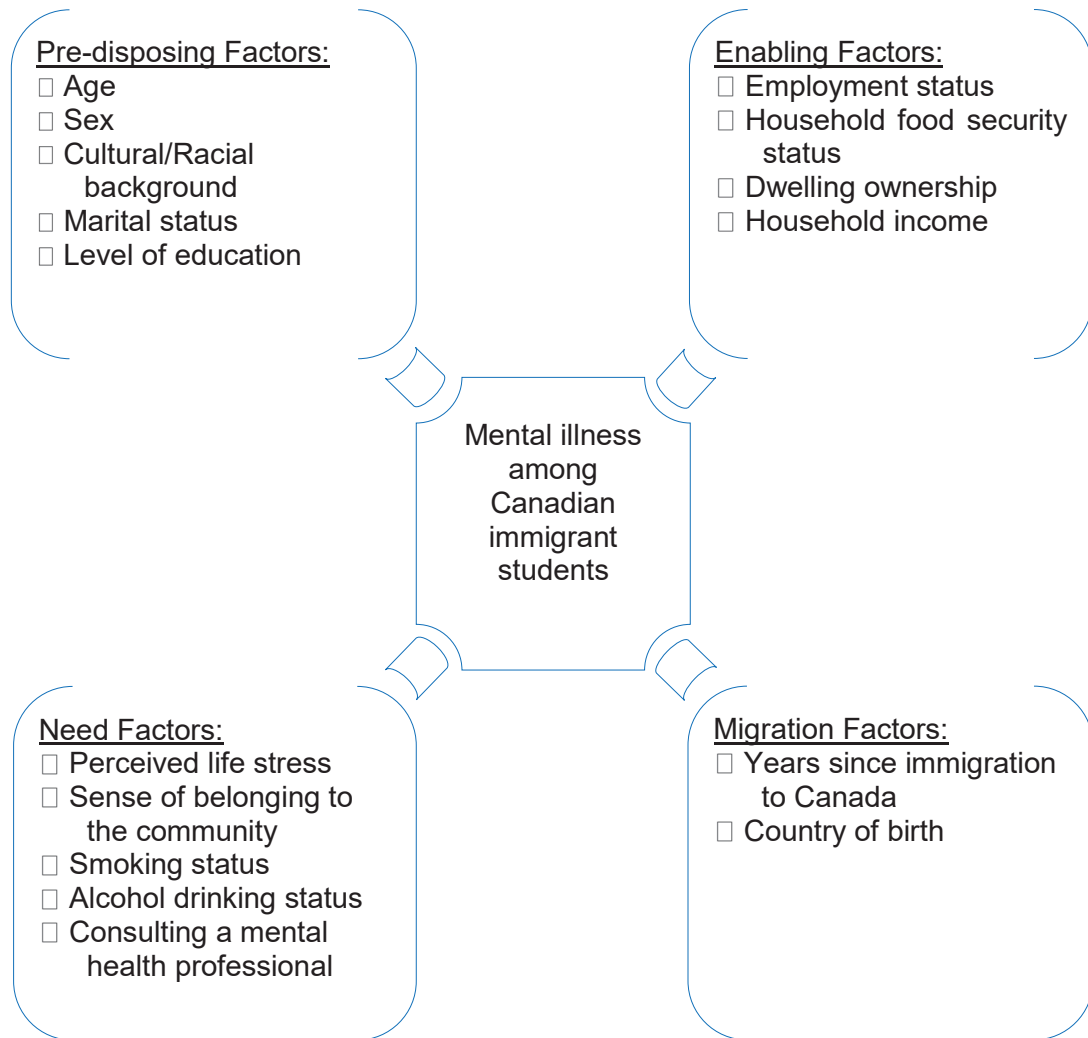 Pre-disposing Factors:
□ Age
□ Sex
□ Cultural/Racial
background
□ Marital status
□ Level of education
Enabling Factors:
□ Employment status
□ Household food security
status
□ Dwelling ownership
□ Household income
Mental illness
among
Canadian
immigrant
students
Need Factors:
□ Perceived life stress
□ Sense of belonging to
the community
□ Smoking status
□ Alcohol drinking status
□ Consulting a mental
health professional
Migration Factors:
□ Years since immigration
to Canada
□ Country of birth